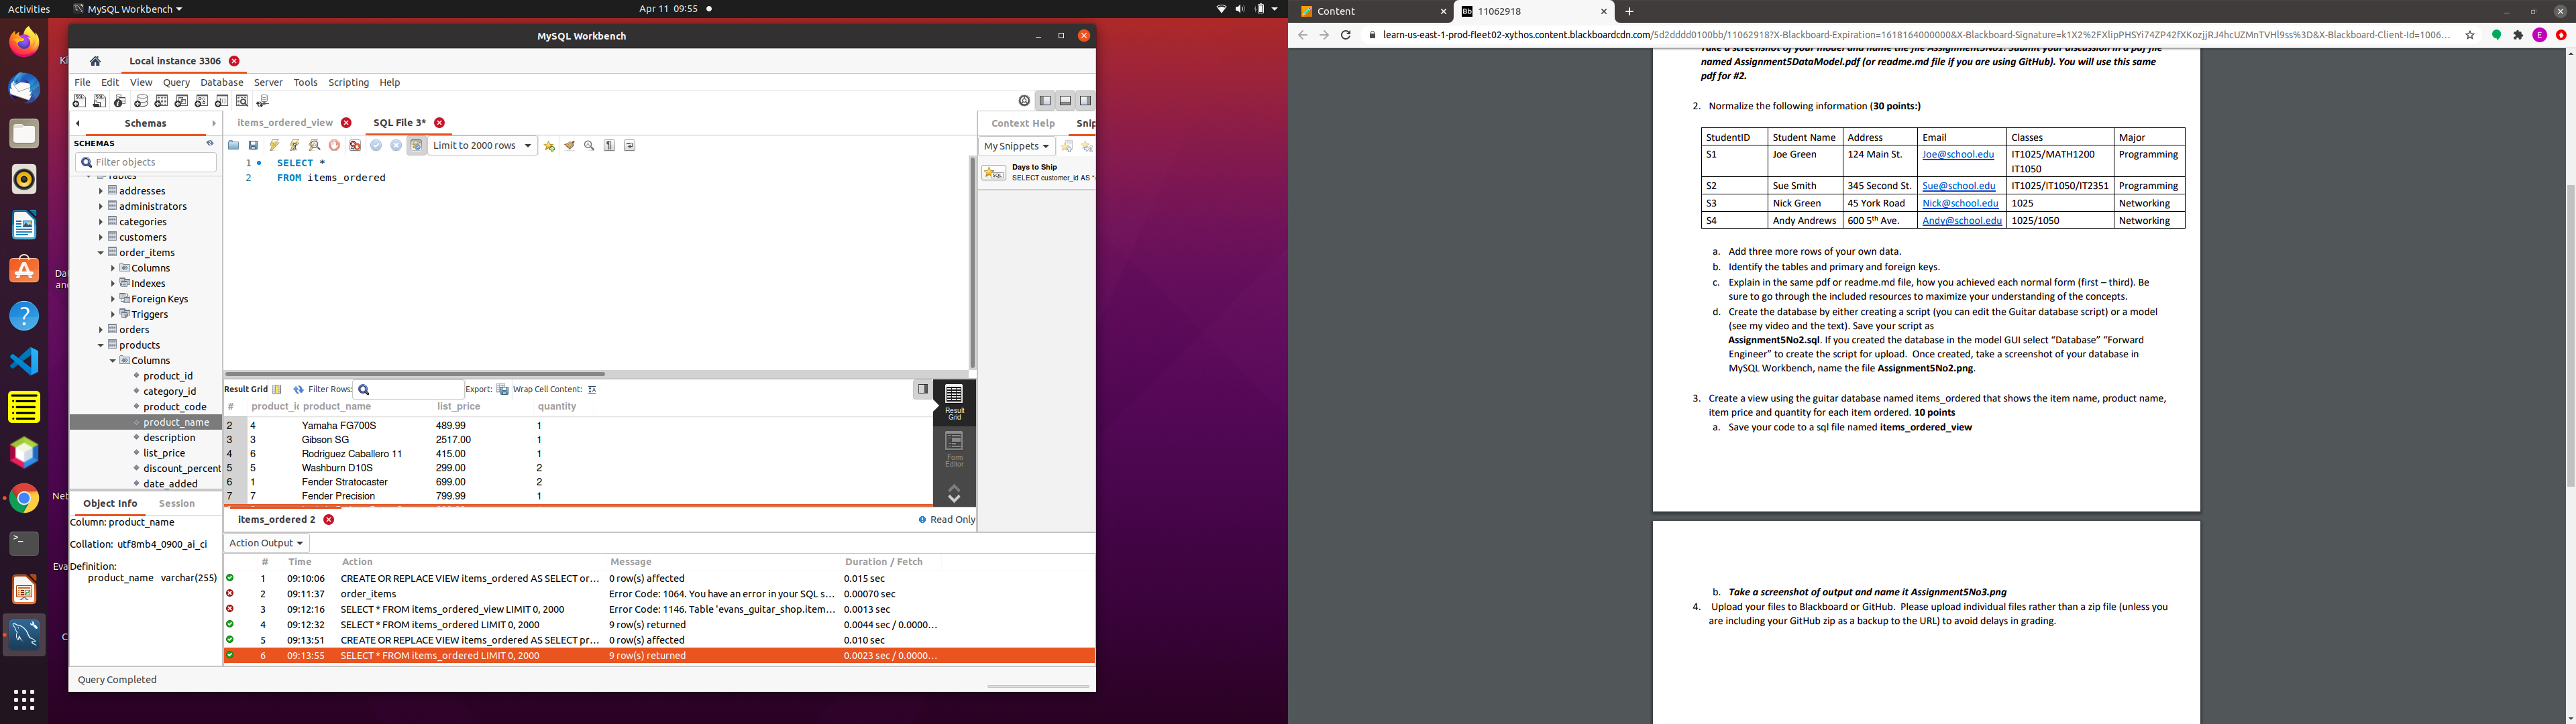 Activities
MySQL Workbench
Apr 11 09:55
MySQL Workbench
Local instance 3306
File Edit View Query Database Server Tools Scripting Help
Schemas
SCHEMAS
Filter objects
Tables
addresses
administrators
categories
customers
order_items
Columns
Indexes
Foreign Keys
Triggers
orders
products
Columns
product_id
category_id
product_code
product_name
description
list_price
discount_percent
date_added
Object Info Session
Column: product_name
Collation: utf8mb4_0900_ai_ci
Definition:
product_name varchar(255)
items_ordered_view
SQL File 3*
Limit to 2000 rows
1 SELECT *
2 FROM items_ordered
Context Help Snip
My Snippets
Days to Ship
SELECT customer_id AS
Result Grid Filter Rows: Export: Wrap Cell Content:
# product_id product_name list_price quantity
2 4 Yamaha FG700S 489.99 1
3 3 Gibson SG 2517.00 1
4 6 Rodriguez Caballero 11 415.00 1
5 5 Washburn D10S 299.00 2
6 1 Fender Stratocaster 699.00 2
7 7 Fender Precision 799.99 1
Result Grid
Form Editor
items_ordered 2
Read Only
Action Output
# Time Action Message Duration / Fetch
1 09:10:06 CREATE OR REPLACE VIEW items_ordered AS SELECT or... 0 row(s) affected 0.015 sec
2 09:11:37 order_items Error Code: 1064. You have an error in your SQL s... 0.00070 sec
3 09:12:16 SELECT * FROM items_ordered_view LIMIT 0, 2000 Error Code: 1146. Table 'evans_guitar_shop.item... 0.0013 sec
4 09:12:32 SELECT * FROM items_ordered LIMIT 0, 2000 9 row(s) returned 0.0044 sec / 0.0000...
5 09:13:51 CREATE OR REPLACE VIEW items_ordered AS SELECT pr... 0 row(s) affected 0.010 sec
6 09:13:55 SELECT * FROM items_ordered LIMIT 0, 2000 9 row(s) returned 0.0023 sec / 0.0000...
Query Completed
Content
Bb 11062918
learn-us-east-1-prod-fleet02-xythos.content.blackboardcdn.com/5d2dddd0100bb/11062918?X-Blackboard-Expiration=1618164000000&X-Blackboard-Signature=k1X2%2FXlipPHSYi74ZP42fXKozjjRJ4hcUZMnTVHl9ss%3D&X-Blackboard-Client-Id=1006...
E
Take a screenshot of your model and name the file Assignment5No1. Submit your discussion in a pdf file
named Assignment5DataModel.pdf (or readme.md file if you are using GitHub). You will use this same
pdf for #2.
2. Normalize the following information (30 points:)
StudentID Student Name Address Email Classes Major
S1 Joe Green 124 Main St. Joe@school.edu IT1025/MATH1200 Programming
IT1050
S2 Sue Smith 345 Second St. Sue@school.edu IT1025/IT1050/IT2351 Programming
S3 Nick Green 45 York Road Nick@school.edu 1025 Networking
S4 Andy Andrews 600 5th Ave. Andy@school.edu 1025/1050 Networking
a. Add three more rows of your own data.
b. Identify the tables and primary and foreign keys.
c. Explain in the same pdf or readme.md file, how you achieved each normal form (first – third). Be
sure to go through the included resources to maximize your understanding of the concepts.
d. Create the database by either creating a script (you can edit the Guitar database script) or a model
(see my video and the text). Save your script as
Assignment5No2.sql. If you created the database in the model GUI select “Database” “Forward
Engineer” to create the script for upload. Once created, take a screenshot of your database in
MySQL Workbench, name the file Assignment5No2.png.
3. Create a view using the guitar database named items_ordered that shows the item name, product name,
item price and quantity for each item ordered. 10 points
a. Save your code to a sql file named items_ordered_view
b. Take a screenshot of output and name it Assignment5No3.png
4. Upload your files to Blackboard or GitHub. Please upload individual files rather than a zip file (unless you
are including your GitHub zip as a backup to the URL) to avoid delays in grading.